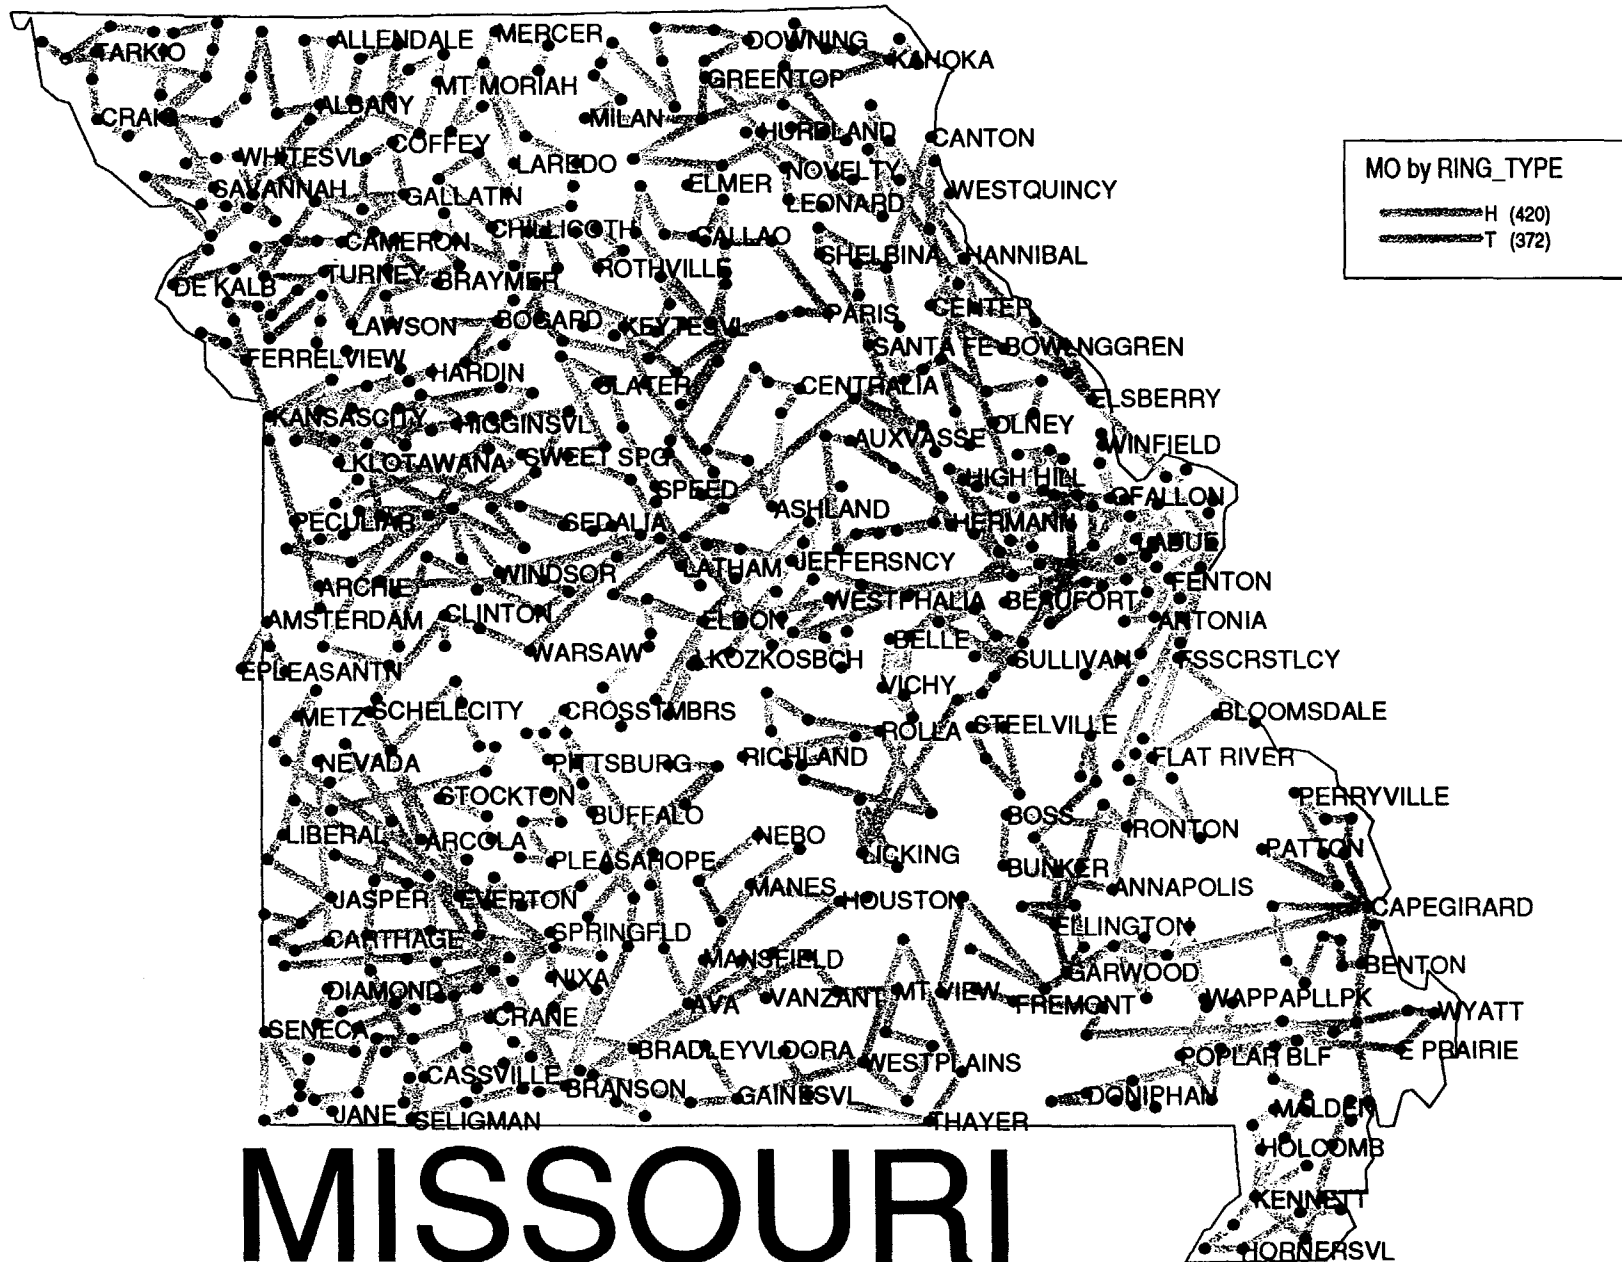 MERCER
ALLENDALE
DOWNING
TARKIO
KAHOKA
GREENTOP
MT MORIAH
ALBANY
CRAIG
MILAN
HURDLAND
CANTON
COFFEY
WHITESVL
LAREDO
NOVELTY
ELMER
SAVANNAH
WESTQUINCY
GALLATIN
LEONARD
CHILLICOTH
CALLAO
CAMERON
SHELBINA
HANNIBAL
ROTHVILLE
TURNEY
BRAYMER
DE KALB
CENTER
PARIS
BOGARD
LAWSON
KEYTESVL
SANTA FE
BOWLNGGREN
FERRELVIEW
HARDIN
SLATER
CENTRALIA
ELSBERRY
KANSASCITY
HIGGINSVL
OLNEY
AUXVASSE
WINFIELD
SWEET SPG
LKLOTAWANA
HIGH HILL
SPEED
OFALLON
ASHLAND
PECULIAR
SEDALIA
HERMANN
LADUE
JEFFERSNCY
LATHAM
WINDSOR
FENTON
ARCHIE
WESTPHALIA
BEAUFORT
CLINTON
AMSTERDAM
ELDON
ANTONIA
BELLE
WARSAW
LKOZKOSBCH
SULLIVAN
FSSCRSTLCY
EPLEASANTN
VICHY
SCHELLCITY
CROSSTMBRS
BLOOMSDALE
METZ
STEELVILLE
ROLLA
RICHLAND
FLAT RIVER
NEVADA
PITTSBURG
STOCKTON
PERRYVILLE
BUFFALO
BOSS
IRONTON
LIBERAL
NEBO
ARCOLA
PATTON
LICKING
PLEASAHOPE
BUNKER
MANES
ANNAPOLIS
JASPER
EVERTON
HOUSTON
CAPEGIRARD
ELLINGTON
SPRINGFLD
CARTHAGE
MANSFIELD
BENTON
GARWOOD
NIXA
DIAMOND
VANZANT
MT VIEW
WAPPAPLLPK
FREMONT
AVA
WYATT
CRANE
SENECA
BRADLEYVL
DORA
E PRAIRIE
POPLAR BLF
WESTPLAINS
CASSVILLE
BRANSON
GAINESVL
DONIPHAN
MALDEN
JANE
SELIGMAN
THAYER
HOLCOMB
KENNETT
HORNERSVL
MISSOURI
MO by RING_TYPE
H (420)
T (372)